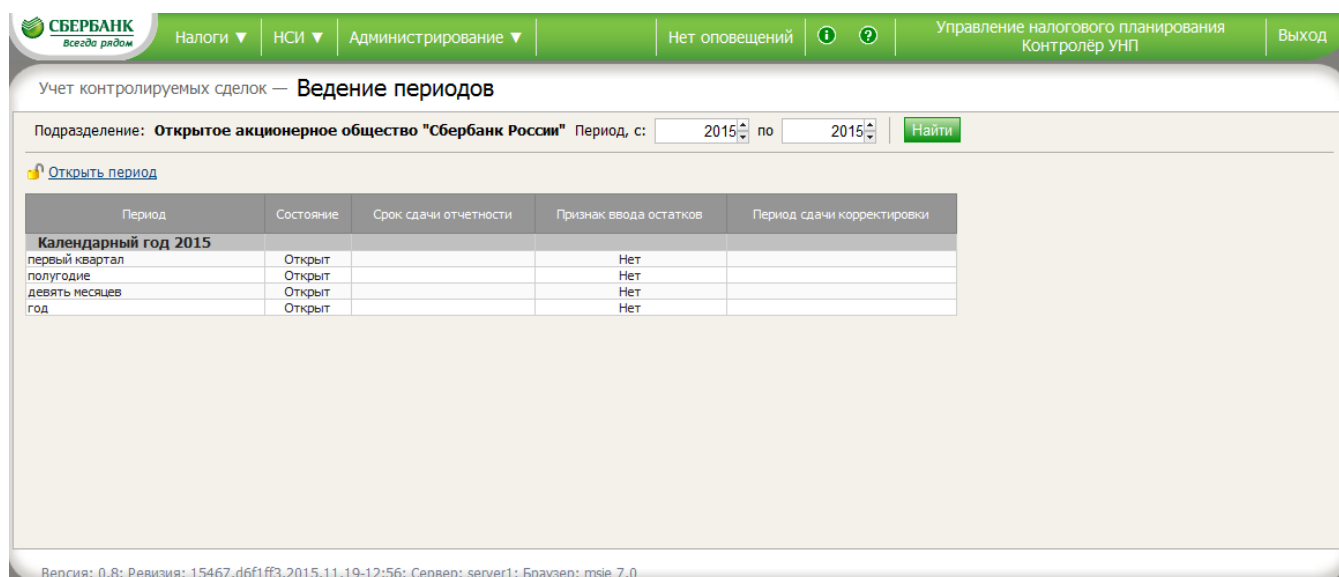 СБЕРБАНК
Всегда рядом
Налоги ▼ НСИ ▼ Администрирование ▼ Нет оповещений Управление налогового планирования
Контролёр УНП
Выход
Учет контролируемых сделок — Ведение периодов
Подразделение: Открытое акционерное общество "Сбербанк России" Период, с: 2015 по 2015 Найти
Открыть период
Период Состояние Срок сдачи отчетности Признак ввода остатков Период сдачи корректировки
Календарный год 2015
первый квартал Открыт Нет
полугодие Открыт Нет
девять месяцев Открыт Нет
год Открыт Нет
Версия: 0.8; Ревизия: 15467.d6f1ff3.2015.11.19-12:56; Сервер: server1; Браузер: msie 7.0